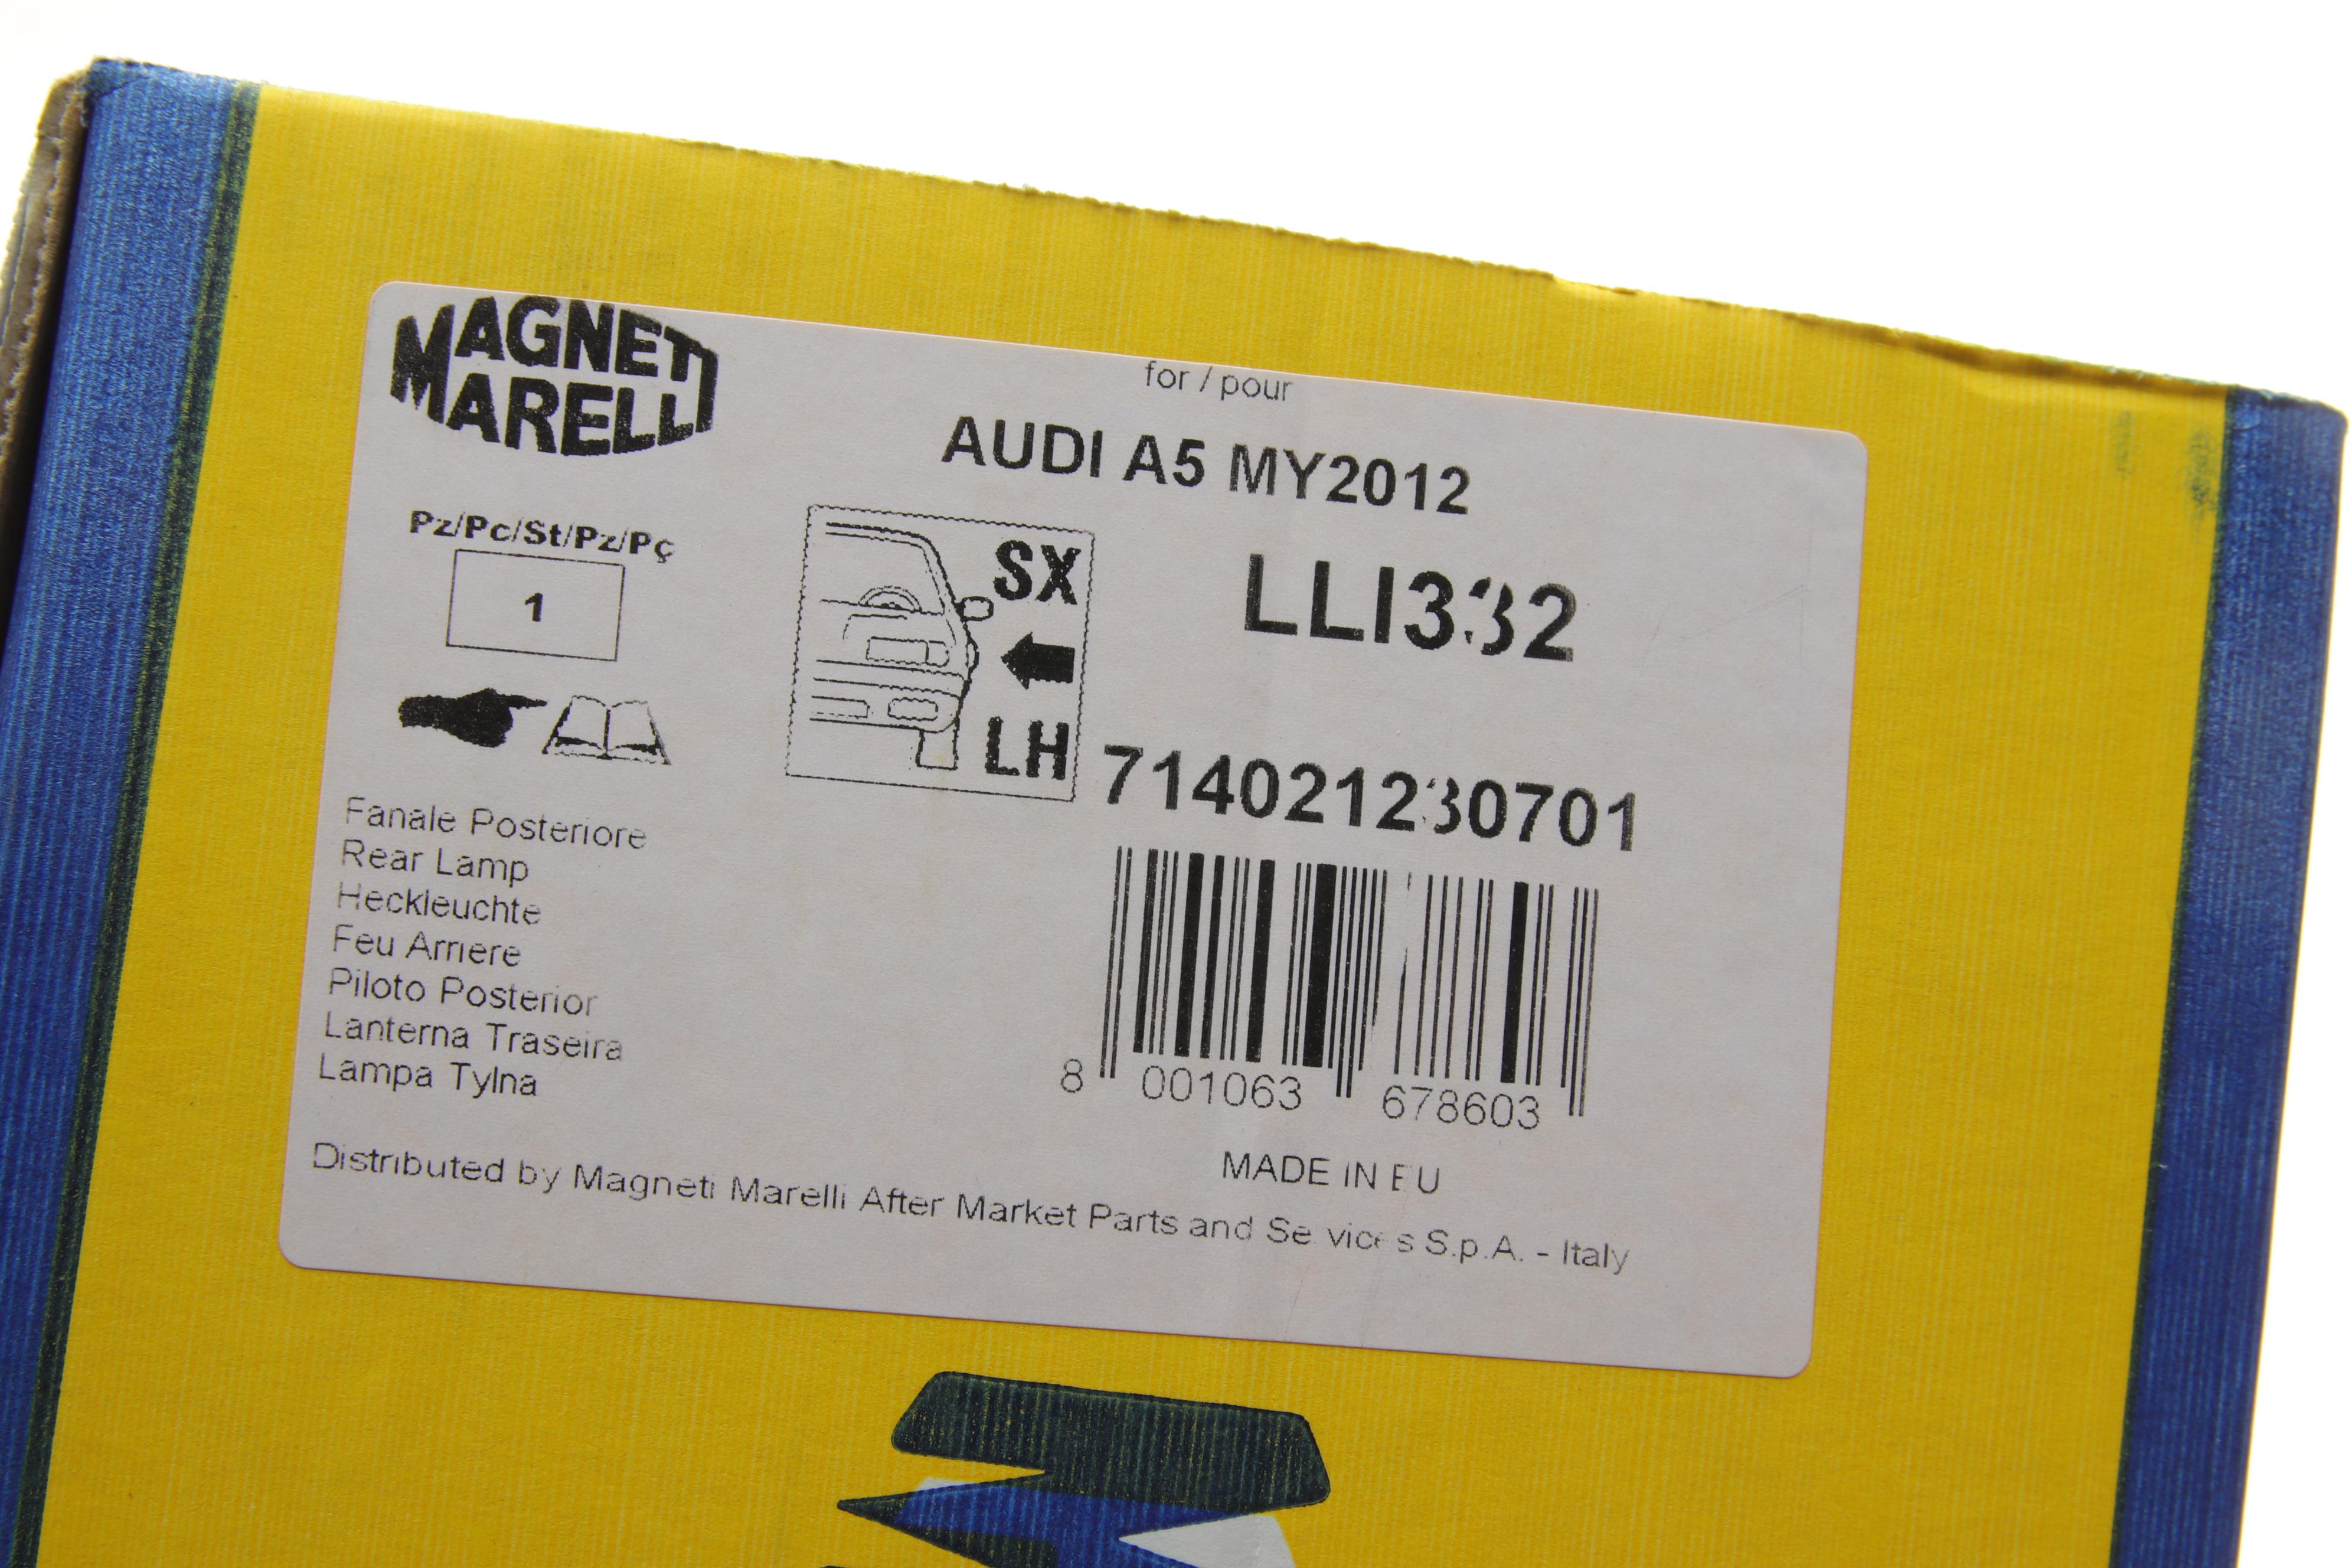 MAGNETI
MARELLI
for / pour
AUDI A5 MY2012
Pz/Pc/St/Pz/Pç
1
SX
LH
LLI332
714021230701
Fanale Posteriore
Rear Lamp
Heckleuchte
Feu Arriere
Piloto Posterior
Lanterna Traseira
Lampa Tylna
8 001063 678603
MADE IN EU
Distributed by Magneti Marelli After Market Parts and Services S.p.A. - Italy